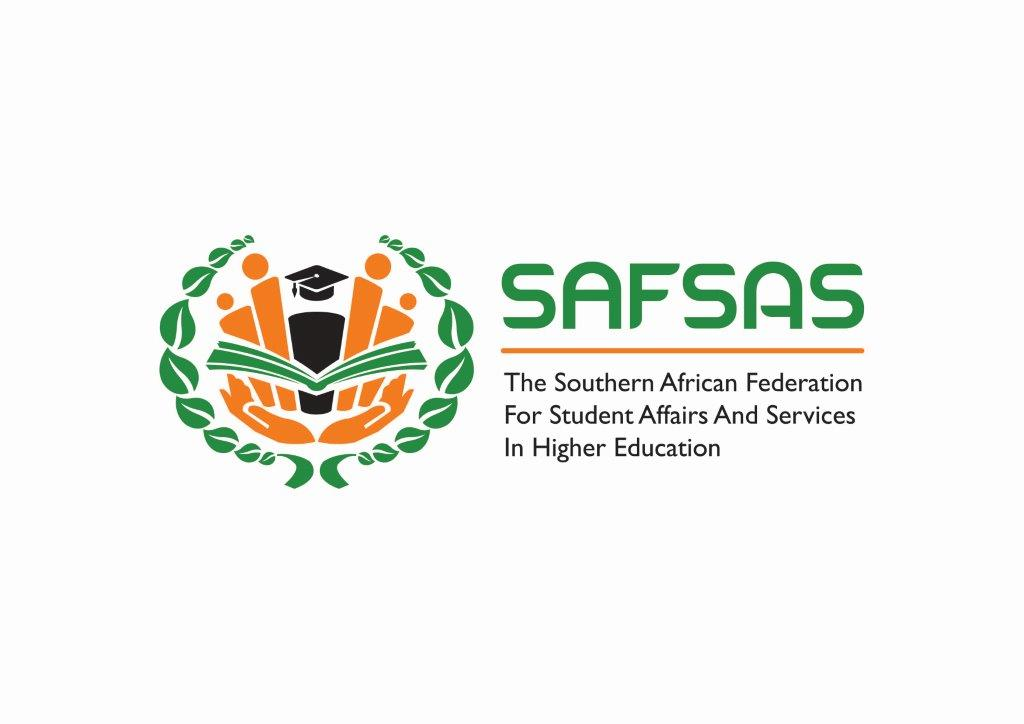 SAFSAS
The Southern African Federation
For Student Affairs And Services
In Higher Education